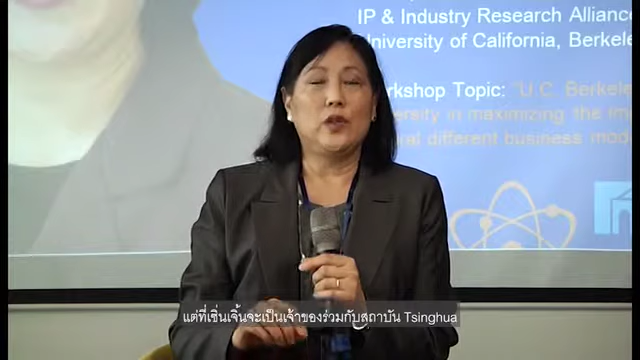 IP & Industry Research Alliance
University of California, Berkele
rkshop Topic: "U.C. Berkele
ersity in maximizing the im
ial different business mod
แต่ที่เซินเจิ้นจะเป็นเจ้าของร่วมกับสถาบัน Tsinghua